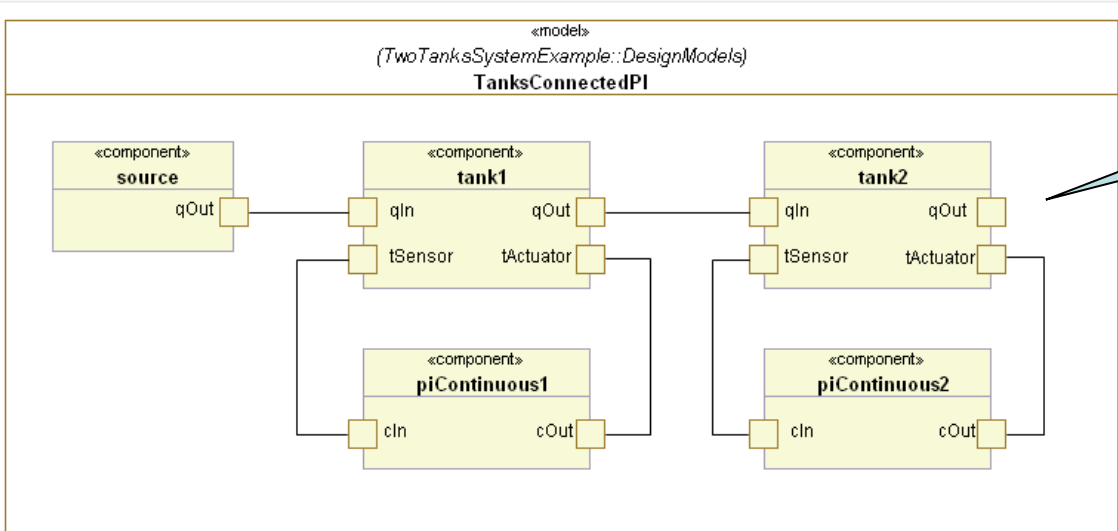 «model»
(TwoTanksSystemExample::DesignModels)
TanksConnectedPI
«component»
source
qOut
«component»
tank1
qIn qOut
tSensor tActuator
«component»
tank2
qIn qOut
tSensor tActuator
«component»
piContinuous1
cIn cOut
«component»
piContinuous2
cIn cOut